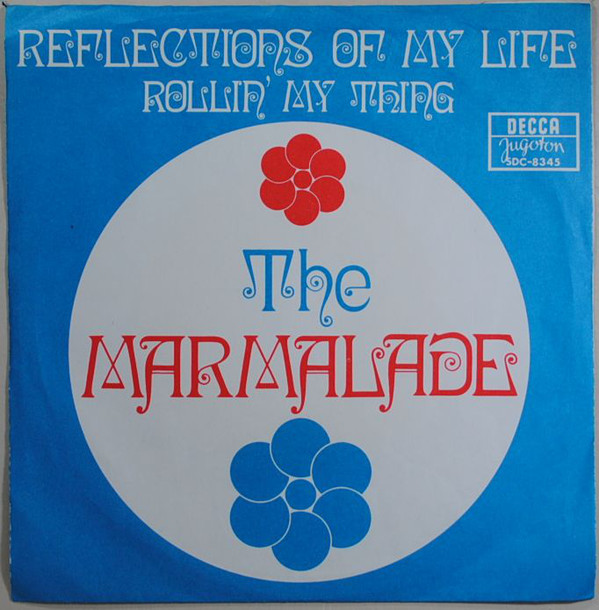 REFLECTIONS OF MY LIFE
ROLLIN' MY THING
DECCA
Jugoton
SDC-8345
The
MARMALADE